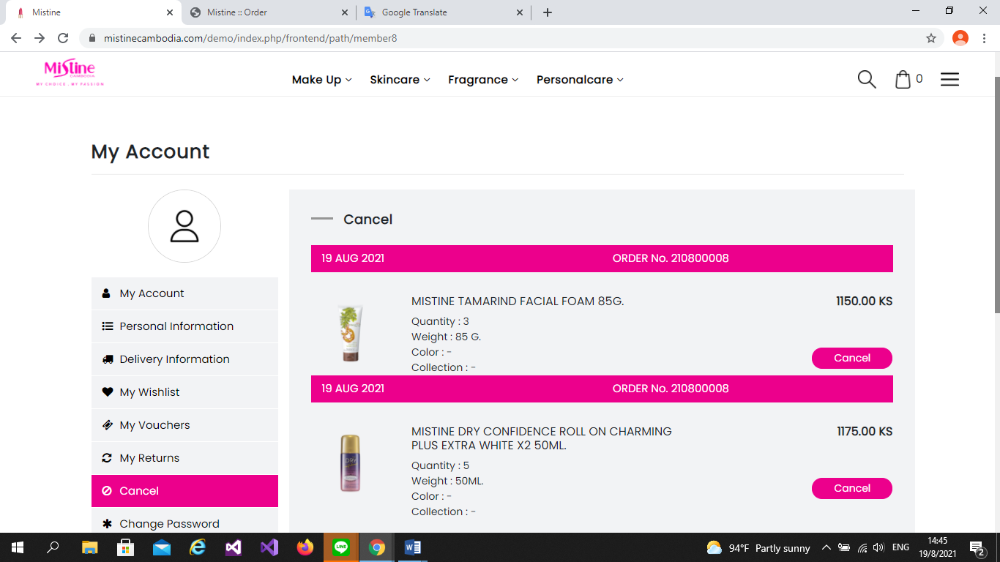 Mistine
Mistine :: Order
Google Translate
mistinecambodia.com/demo/index.php/frontend/path/member8
MiStine
CAMBODIA
MY CHOICE . MY PASSION
Make Up
Skincare
Fragrance
Personalcare
0
My Account
Cancel
19 AUG 2021 ORDER No. 210800008
MISTINE TAMARIND FACIAL FOAM 85G. 1150.00 KS
Quantity : 3
Weight : 85 G.
Color : -
Cancel
Collection : -
19 AUG 2021 ORDER No. 210800008
MISTINE DRY CONFIDENCE ROLL ON CHARMING 1175.00 KS
PLUS EXTRA WHITE X2 50ML.
Quantity : 5
Weight : 50ML.
Color : -
Cancel
Collection : -
DRY
My Account
Personal Information
Delivery Information
My Wishlist
My Vouchers
My Returns
Cancel
Change Password
LINE
94°F Partly sunny
ENG
14:45
19/8/2021
2